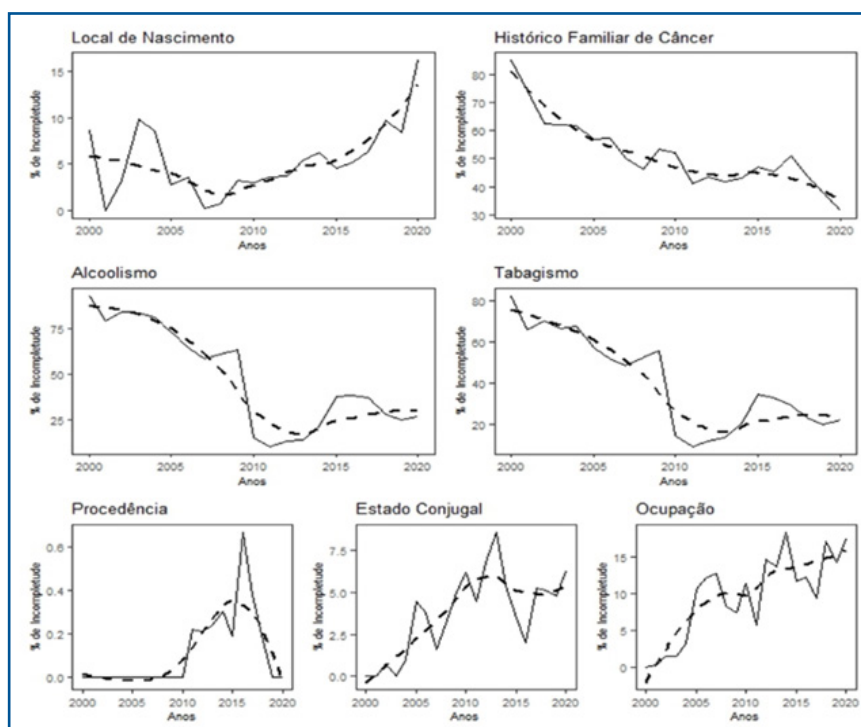 Local de Nascimento
Histórico Familiar de Câncer
% de Incompletude
15
10
5
0
2000 2005 2010 2015 2020
Anos
% de Incompletude
80
70
60
50
40
30
2000 2005 2010 2015 2020
Anos
Alcoolismo
Tabagismo
% de Incompletude
75
50
25
2000 2005 2010 2015 2020
Anos
% de Incompletude
80
60
40
20
2000 2005 2010 2015 2020
Anos
Procedência
Estado Conjugal
Ocupação
% de Incompletude
0.6
0.4
0.2
0.0
2000 2005 2010 2015 2020
Anos
% de Incompletude
7.5
5.0
2.5
0.0
2000 2005 2010 2015 2020
Anos
% de Incompletude
15
10
5
0
2000 2005 2010 2015 2020
Anos